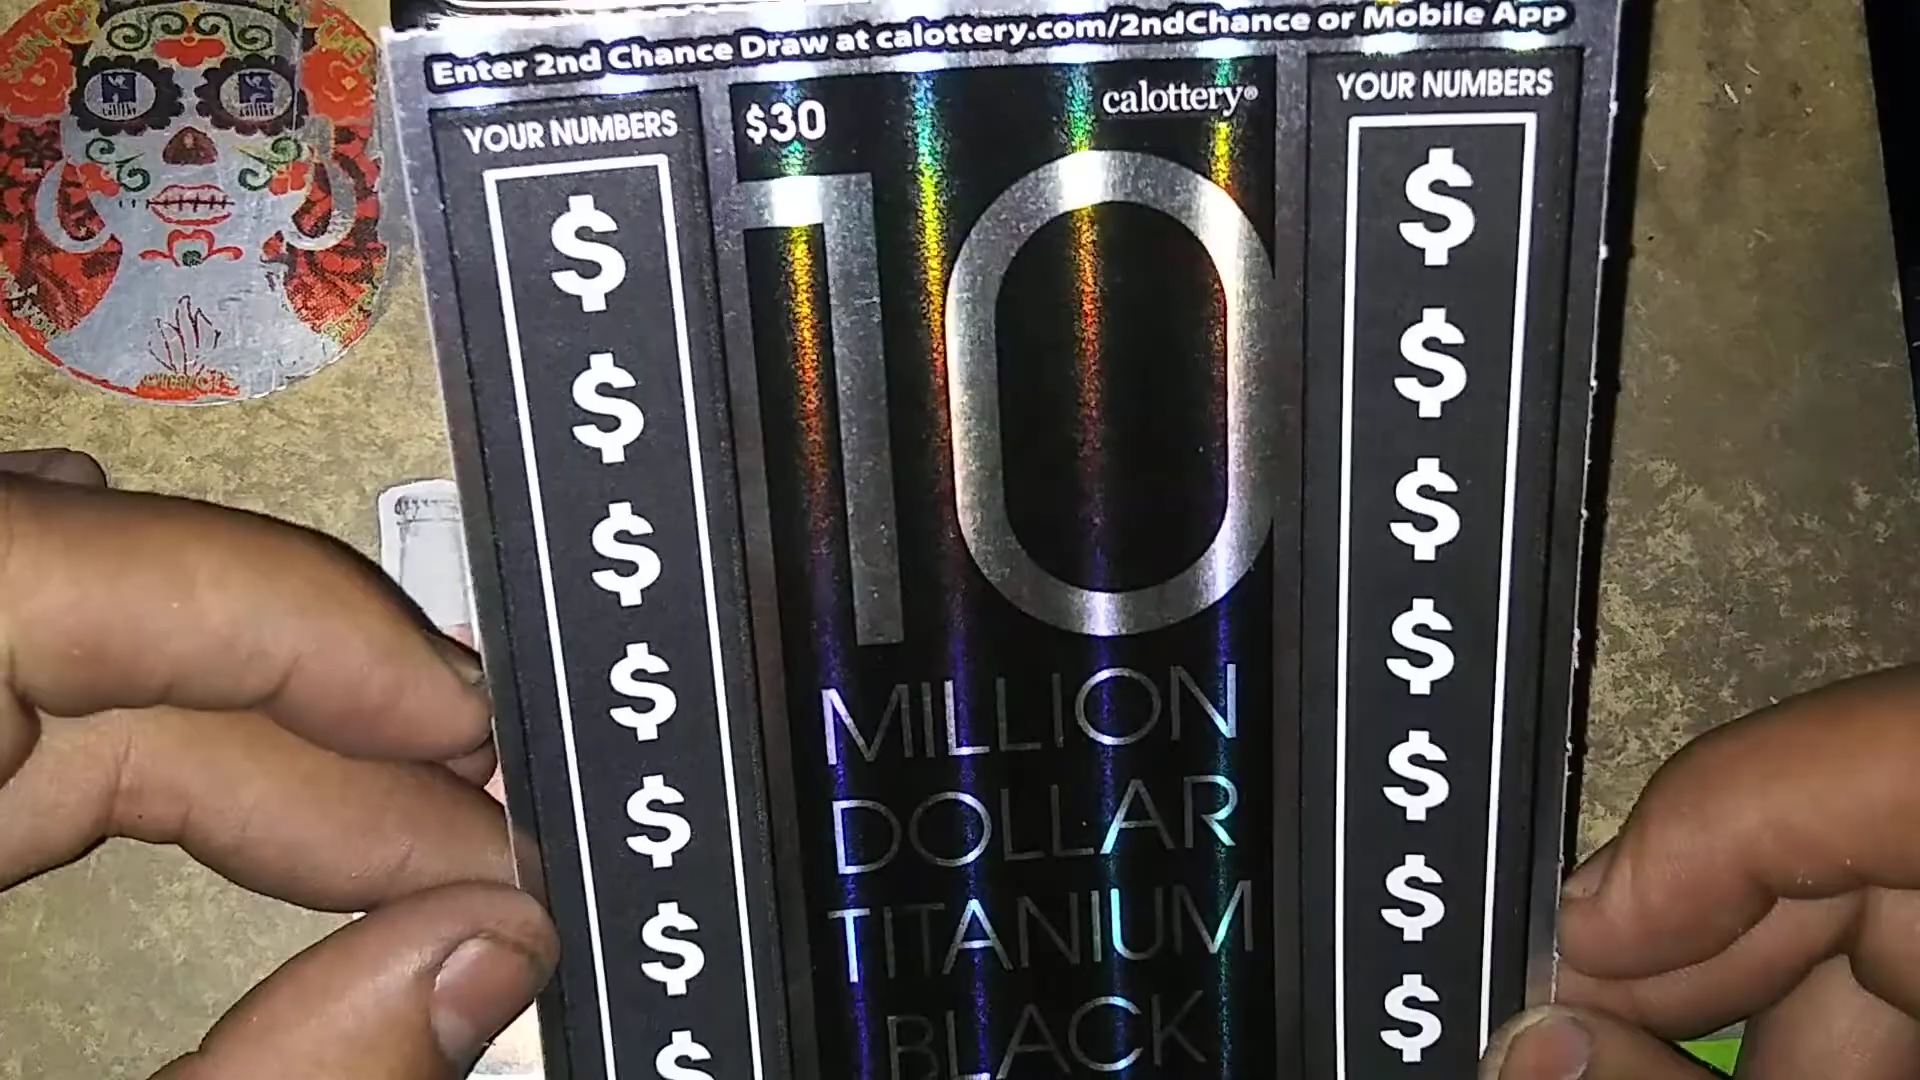 Enter 2nd Chance Draw at calottery.com/2ndChance or Mobile App
YOUR NUMBERS
$
$
$
$
$
$
$
$30
calottery®
10
MILLION
DOLLAR
TITANIUM
BLACK
YOUR NUMBERS
$
$
$
$
$
$
$